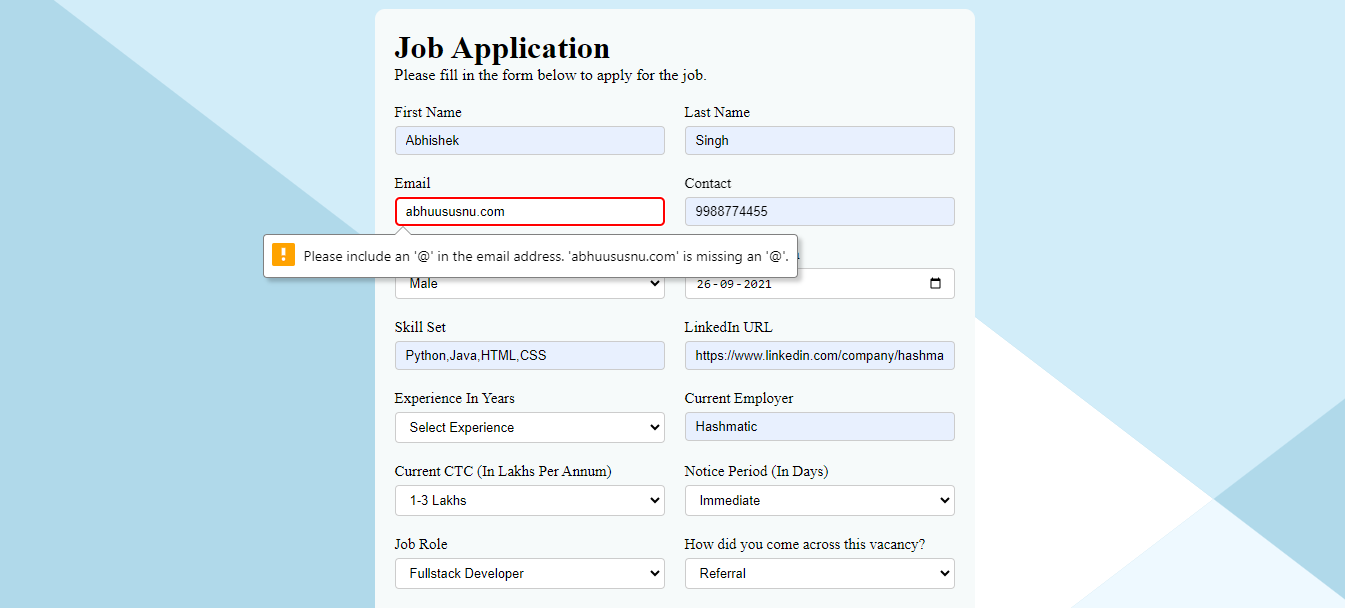 Job Application
Please fill in the form below to apply for the job.
First Name
Last Name
Abhishek
Singh
Email
Contact
abhuususnu.com
9988774455
Please include an '@' in the email address. 'abhuususnu.com' is missing an '@'.
Male
26-09-2021
Skill Set
LinkedIn URL
Python,Java,HTML,CSS
https://www.linkedin.com/company/hashma
Experience In Years
Current Employer
Select Experience
Hashmatic
Current CTC (In Lakhs Per Annum)
Notice Period (In Days)
1-3 Lakhs
Immediate
Job Role
How did you come across this vacancy?
Fullstack Developer
Referral